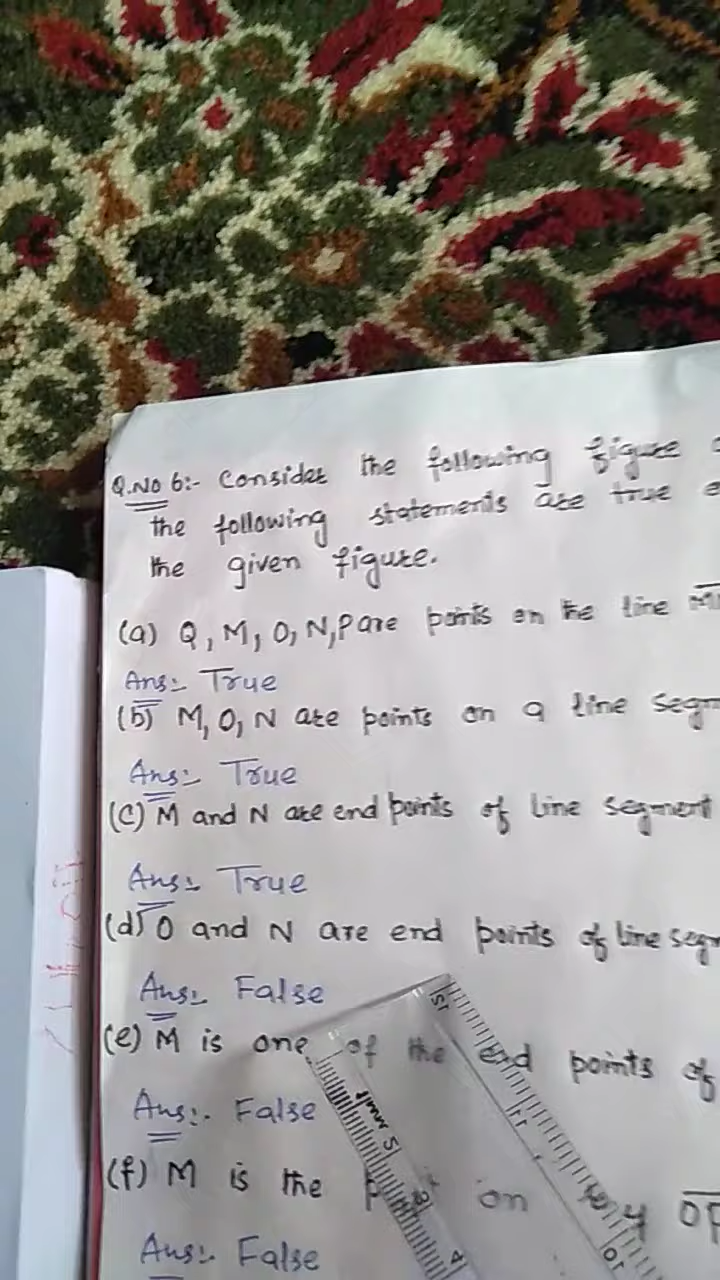 Q.No 6:- Consider the following figure
the following statements are true
the given figure.
(a) Q, M, O, N, P are points on the line
Ans:- True
(b) M, O, N are points on a line segm
Ans:- True
(c) M and N are end points of line segment
Ans:- True
(d) O and N are end points of line segm
Ans:- False
(e) M is one of the end points of
Ans:- False
(f) M is the on
Ans:- False